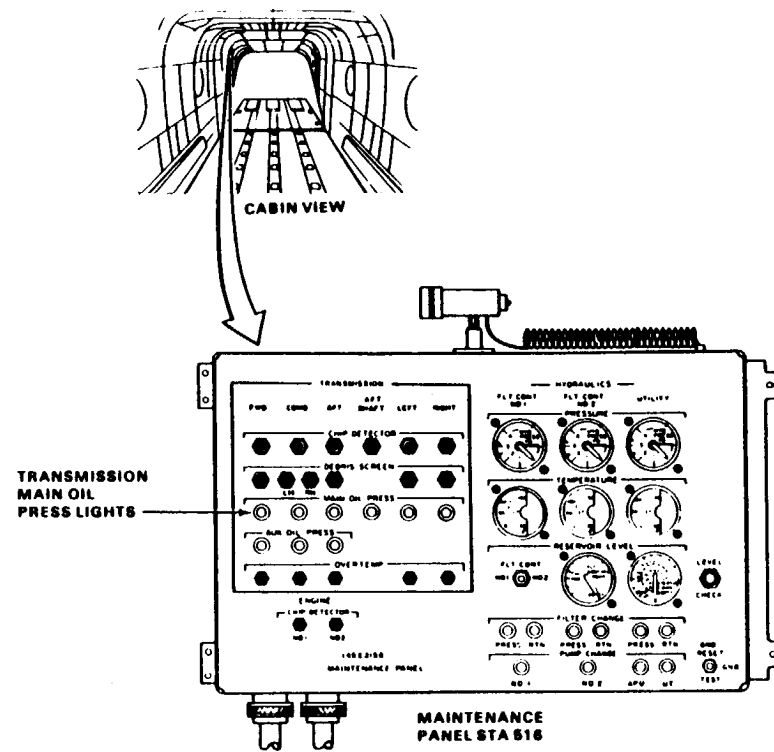 CABIN VIEW
TRANSMISSION
FWD COMB AFT AFT SHAFT LEFT RIGHT
CHIP DETECTOR
DEBRIS SCREEN
LH RH
MAIN OIL PRESS
AUX OIL PRESS
OVERTEMP
ENGINE
CHIP DETECTOR
NO.1 NO.2
MAINTENANCE PANEL
HYDRAULICS
FLT CONT NO.1 FLT CONT NO.2 UTILITY
PRESSURE
TEMPERATURE
RESERVOIR LEVEL
FLT CONT
NO.1 NO.2
LEVEL
CHECK
FILTER CHANGE
PRESS RTN PRESS RTN PRESS RTN
PUMP CHANGE
NO.1 NO.2 APU UT
GND
RESET
TEST
TRANSMISSION
MAIN OIL
PRESS LIGHTS
MAINTENANCE
PANEL STA 516